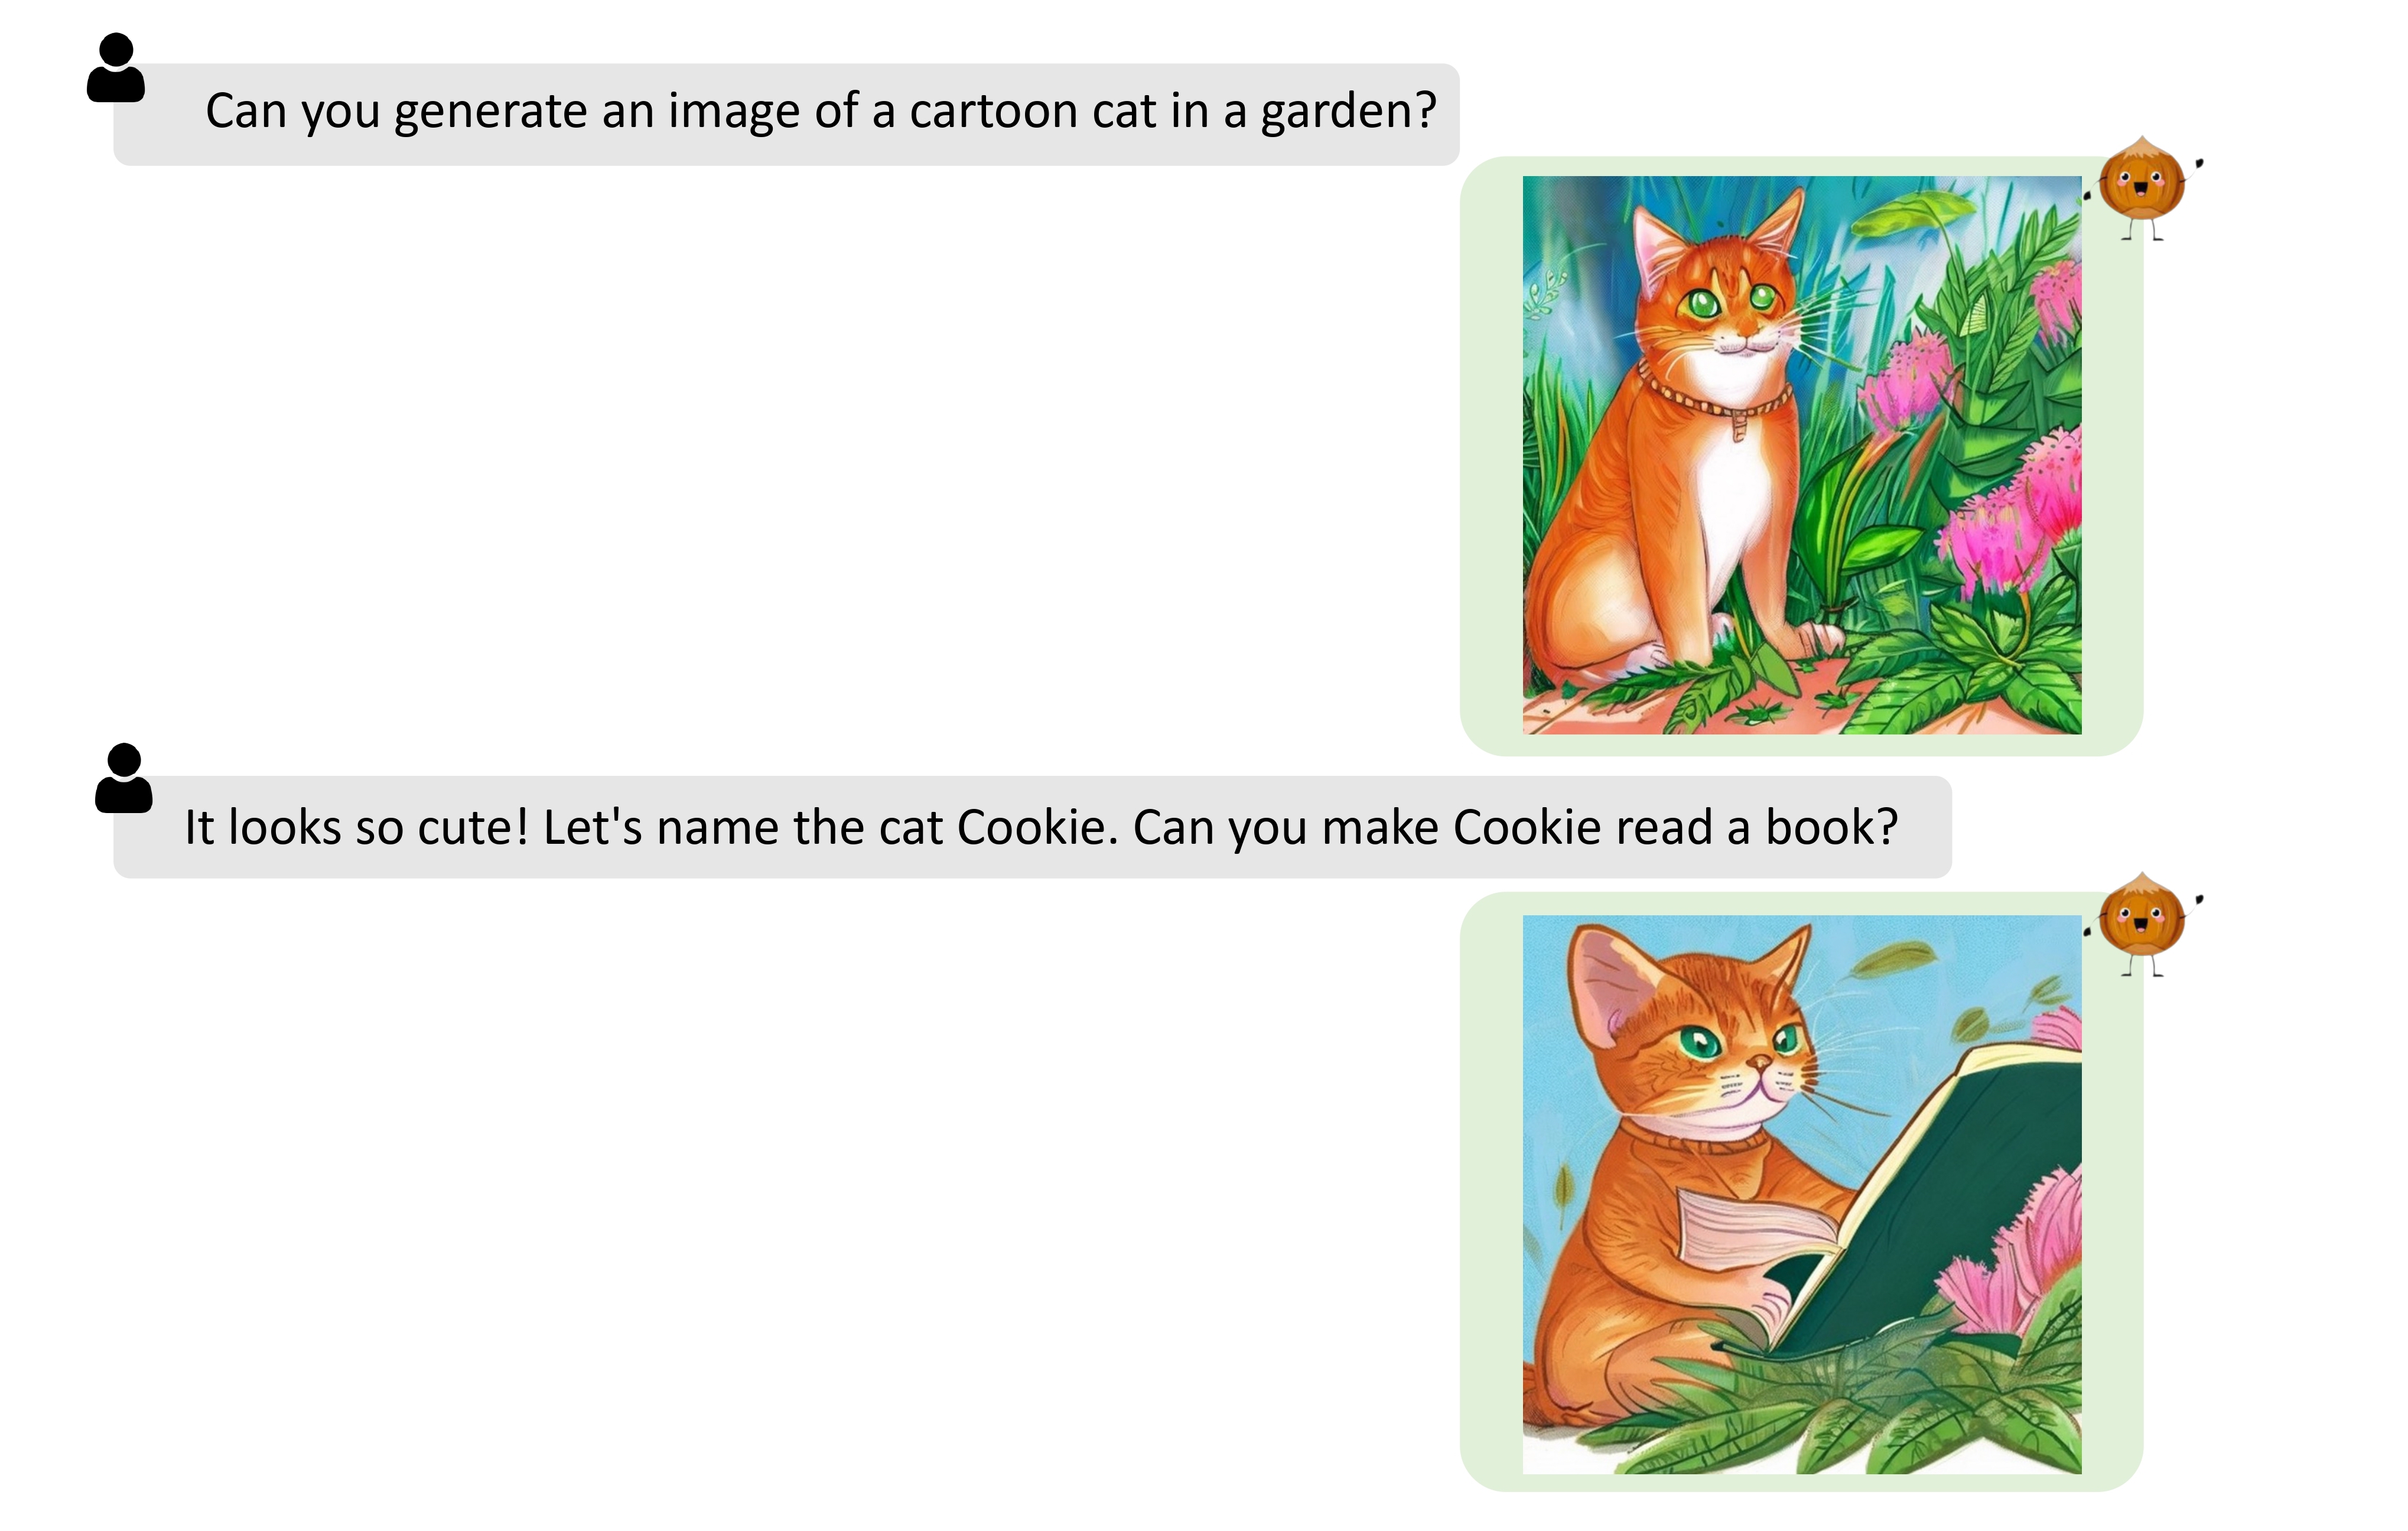 Can you generate an image of a cartoon cat in a garden?
It looks so cute! Let's name the cat Cookie. Can you make Cookie read a book?